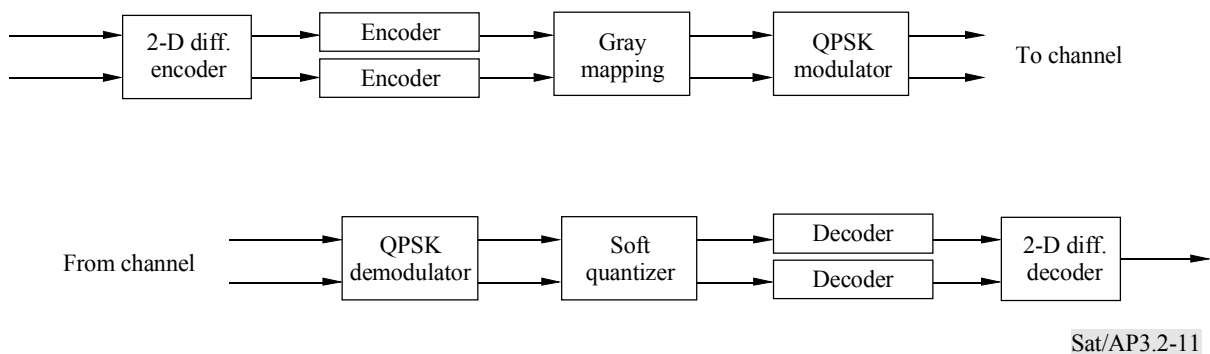 2-D diff.
encoder
Encoder
Encoder
Gray
mapping
QPSK
modulator
To channel
From channel
QPSK
demodulator
Soft
quantizer
Decoder
Decoder
2-D diff.
decoder
Sat/AP3.2-11